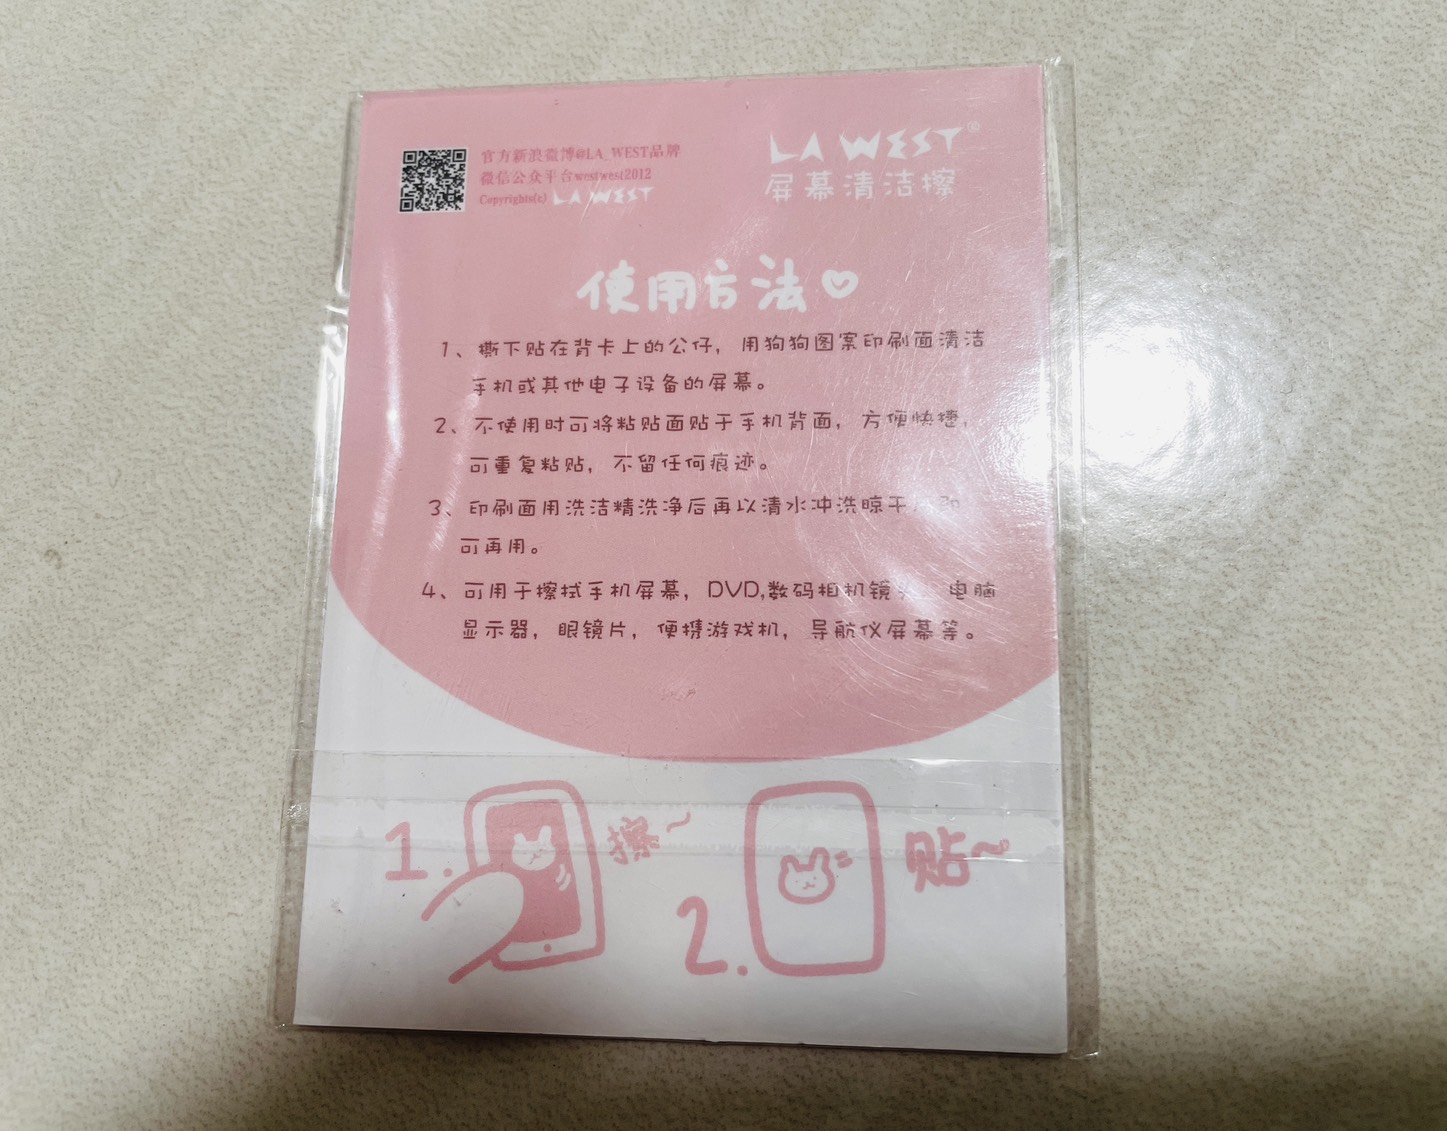 官方新浪微博@LA_WEST品牌
微信公众平台westwest2012
Copyrights(c) LA WEST
LA WEST®
屏幕清洁擦
使用方法♡
1、撕下贴在背卡上的公仔，用狗狗图案印刷面清洁
手机或其他电子设备的屏幕。
2、不使用时可将粘贴面贴于手机背面，方便快捷，
可重复粘贴，不留任何痕迹。
3、印刷面用洗洁精洗净后再以清水冲洗晾干
可再用。
4、可用于擦拭手机屏幕，DVD,数码相机镜 电脑
显示器，眼镜片，便携游戏机，导航仪屏幕等。
1. 擦~
2. 贴~